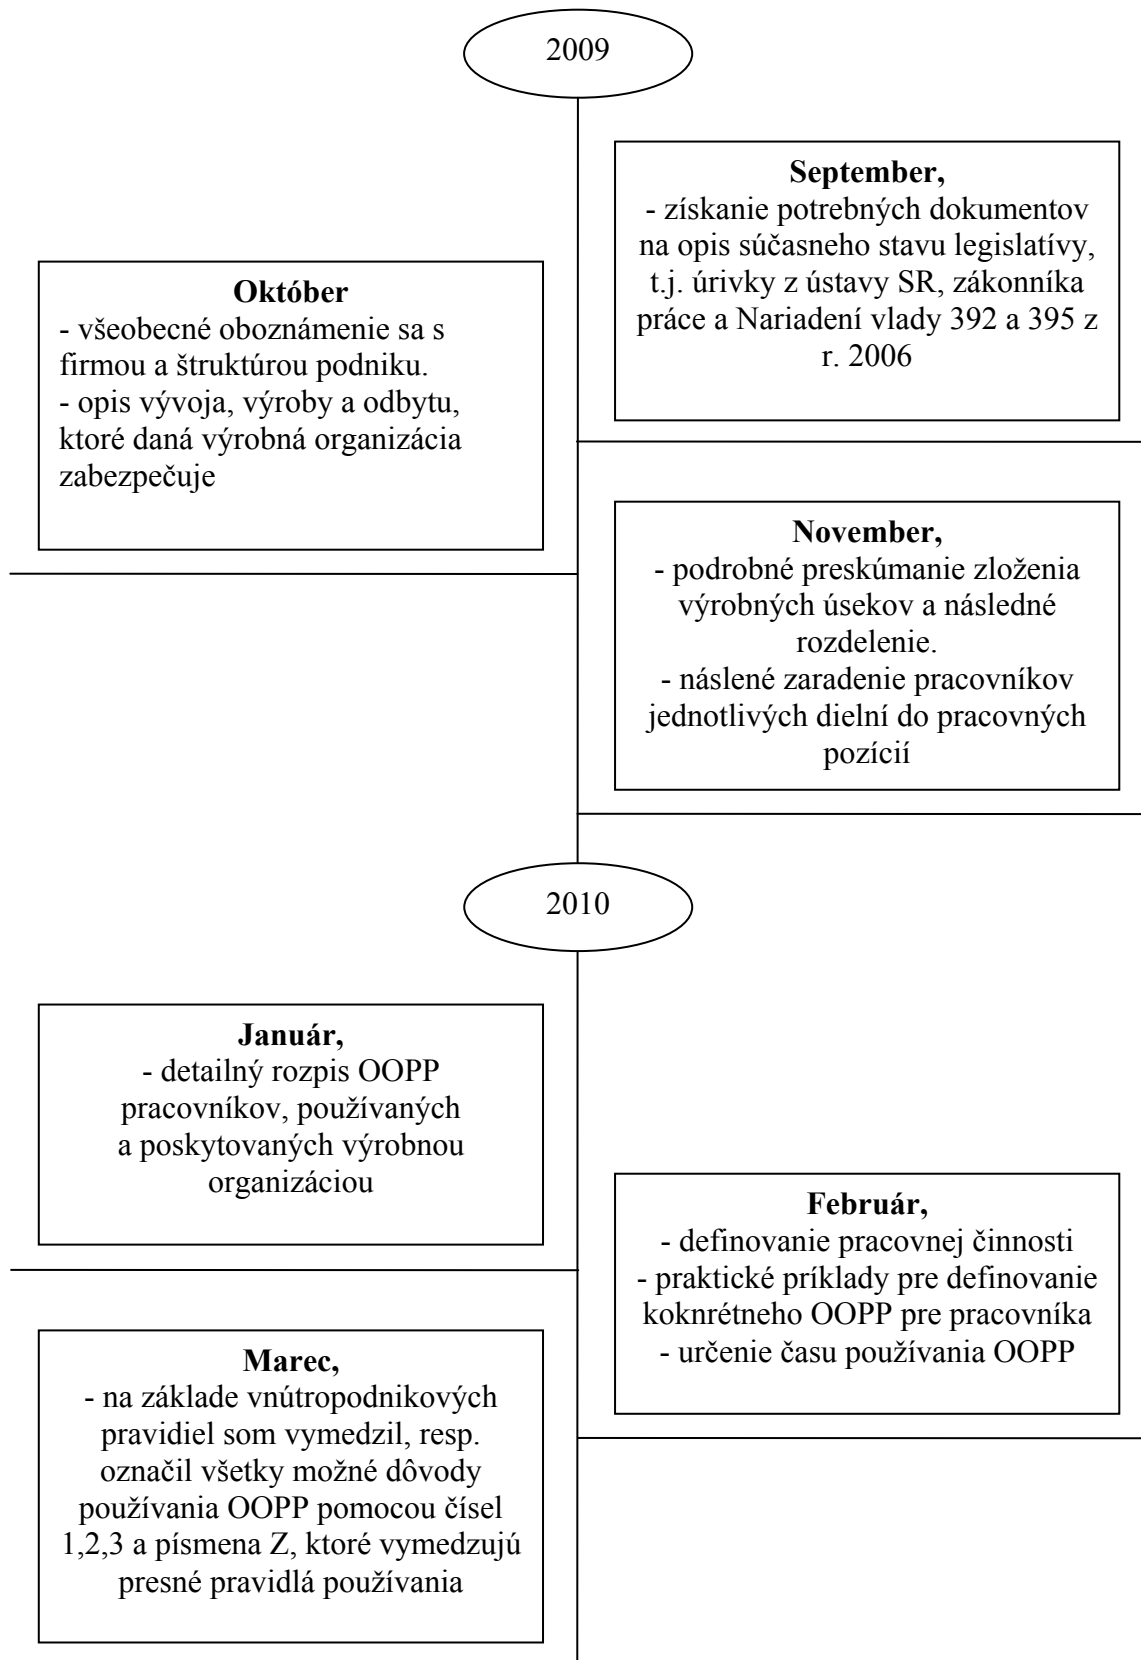 2009
September,
- získanie potrebných dokumentov
na opis súčasneho stavu legislatívy,
t.j. úrivky z ústavy SR, zákonníka
práce a Nariadení vlady 392 a 395 z
r. 2006
Október
- všeobecné oboznámenie sa s
firmou a štruktúrou podniku.
- opis vývoja, výroby a odbytu,
ktoré daná výrobná organizácia
zabezpečuje
November,
- podrobné preskúmanie zloženia
výrobných úsekov a následné
rozdelenie.
- náslené zaradenie pracovníkov
jednotlivých dielní do pracovných
pozícií
2010
Január,
- detailný rozpis OOPP
pracovníkov, používaných
a poskytovaných výrobnou
organizáciou
Február,
- definovanie pracovnej činnosti
- praktické príklady pre definovanie
koknrétneho OOPP pre pracovníka
- určenie času používania OOPP
Marec,
- na základe vnútropodnikových
pravidiel som vymedzil, resp.
označil všetky možné dôvody
používania OOPP pomocou čísel
1,2,3 a písmena Z, ktoré vymedzujú
presné pravidlá používania